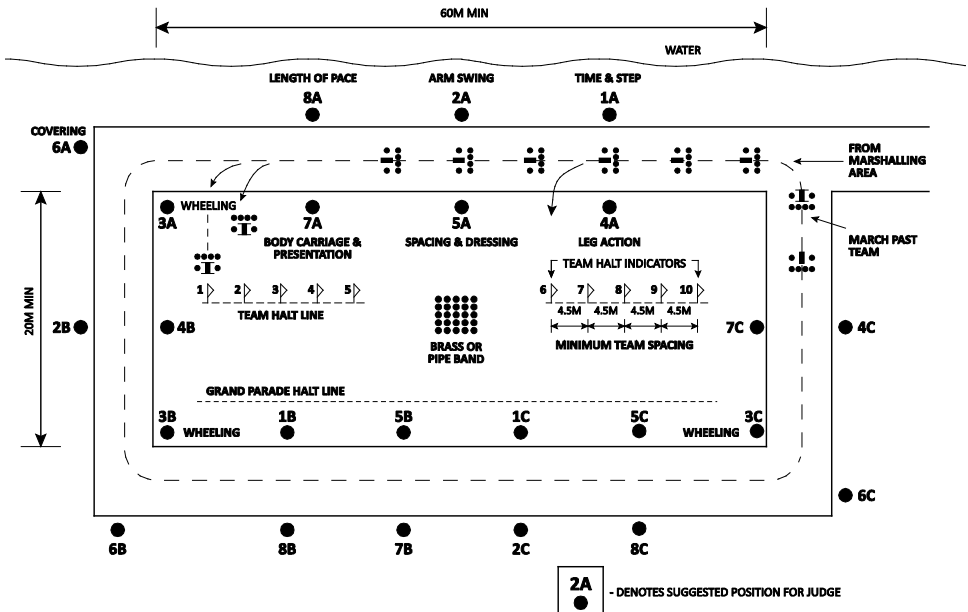 60M MIN
WATER
LENGTH OF PACE
ARM SWING
TIME & STEP
8A
2A
1A
COVERING
6A
FROM
MARSHALLING
AREA
3A
WHEELING
7A
5A
4A
BODY CARRIAGE &
PRESENTATION
SPACING & DRESSING
LEG ACTION
MARCH PAST
TEAM
TEAM HALT INDICATORS
1 2 3 4 5
6 7 8 9 10
TEAM HALT LINE
4.5M 4.5M 4.5M 4.5M
20M MIN
2B
4B
BRASS OR
PIPE BAND
MINIMUM TEAM SPACING
7C
4C
GRAND PARADE HALT LINE
3B
WHEELING
1B
5B
1C
5C
WHEELING
3C
6C
6B
8B
7B
2C
8C
2A
- DENOTES SUGGESTED POSITION FOR JUDGE